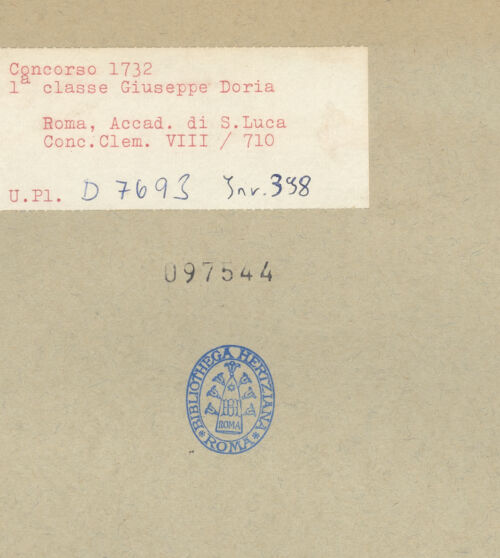 Concorso 1732
1a classe Giuseppe Doria
Roma, Accad. di S.Luca
Conc.Clem. VIII / 710
U.Pl. D 7693 Inv. 398
097544
BIBLIOTHECA HERTZIANA
ROMA
* ROMA *